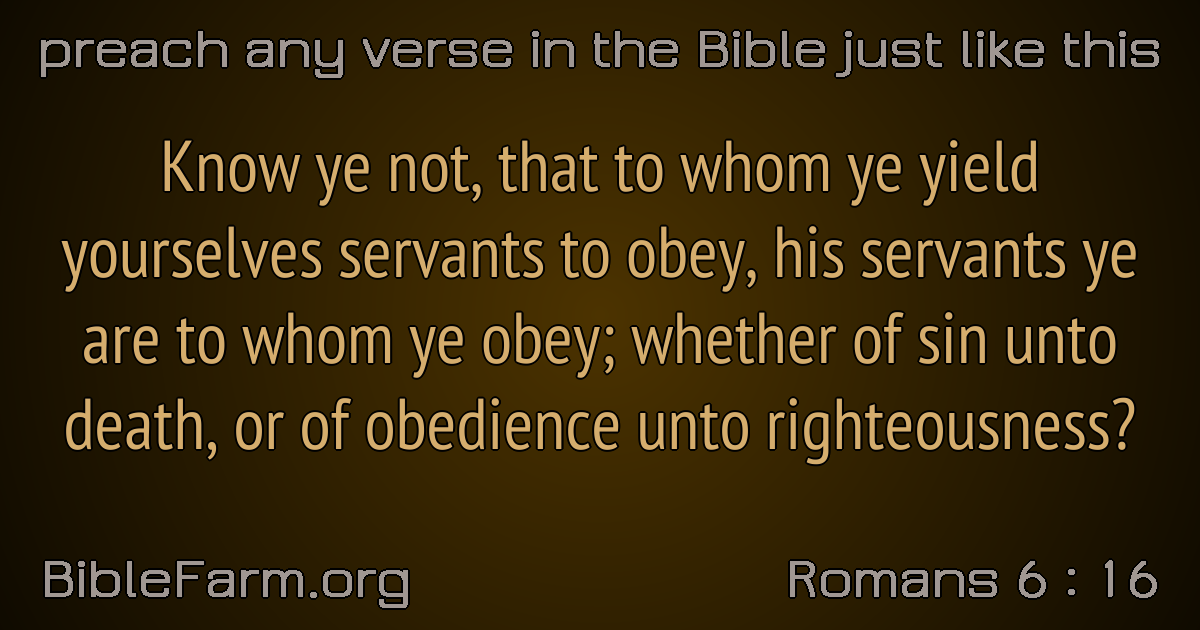 preach any verse in the Bible just like this
Know ye not, that to whom ye yield
yourselves servants to obey, his servants ye
are to whom ye obey; whether of sin unto
death, or of obedience unto righteousness?
BibleFarm.org
Romans 6 : 16